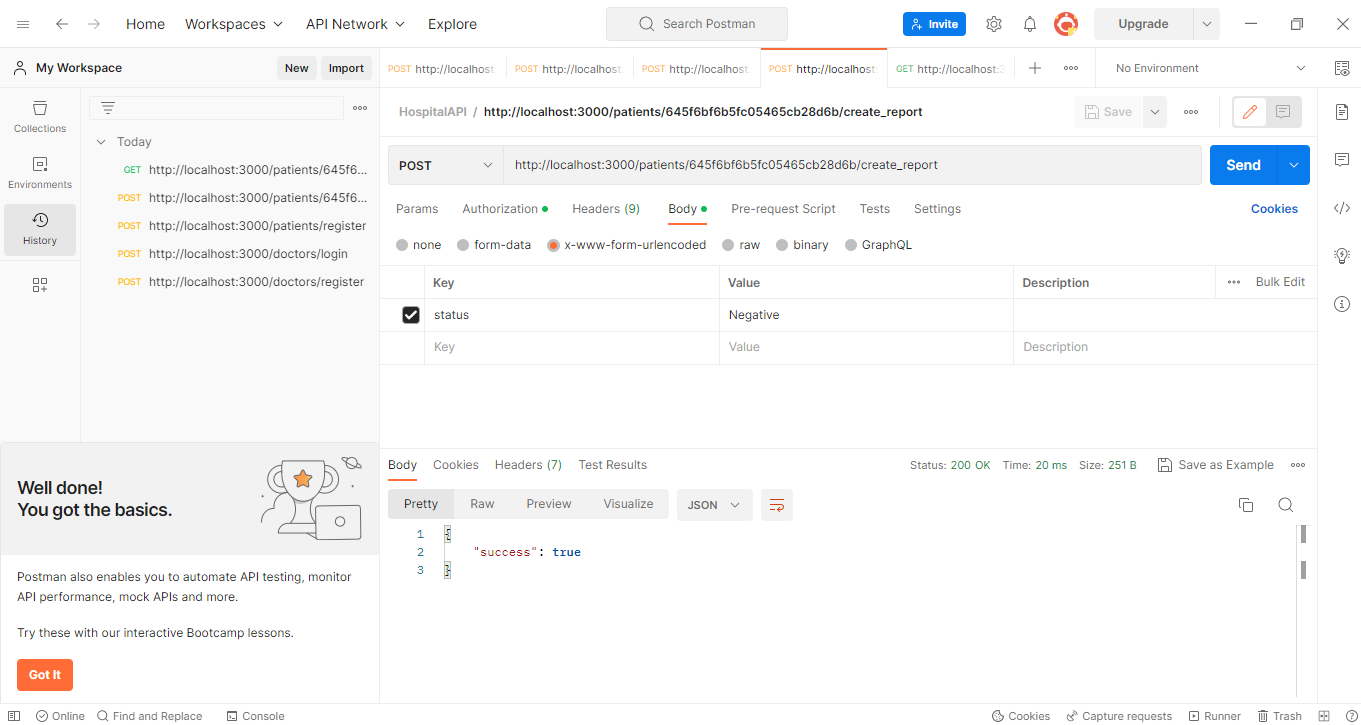 Home Workspaces API Network Explore Search Postman Invite Upgrade
My Workspace New Import POST http://localhost POST http://localhost POST http://localhost POST http://localhost GET http://localhost:3 No Environment
Collections
Environments
History
Today
GET http://localhost:3000/patients/645f6...
POST http://localhost:3000/patients/645f6...
POST http://localhost:3000/patients/register
POST http://localhost:3000/doctors/login
POST http://localhost:3000/doctors/register
Well done!
You got the basics.
Postman also enables you to automate API testing, monitor
API performance, mock APIs and more.
Try these with our interactive Bootcamp lessons.
Got It
HospitalAPI / http://localhost:3000/patients/645f6bf6b5fc05465cb28d6b/create_report Save
POST http://localhost:3000/patients/645f6bf6b5fc05465cb28d6b/create_report Send
Params Authorization Headers (9) Body Pre-request Script Tests Settings Cookies
none form-data x-www-form-urlencoded raw binary GraphQL
Key Value Description Bulk Edit
status Negative
Key Value Description
Body Cookies Headers (7) Test Results Status: 200 OK Time: 20 ms Size: 251 B Save as Example
Pretty Raw Preview Visualize JSON
1 {
2 "success": true
3 }
Online Find and Replace Console Cookies Capture requests Runner Trash